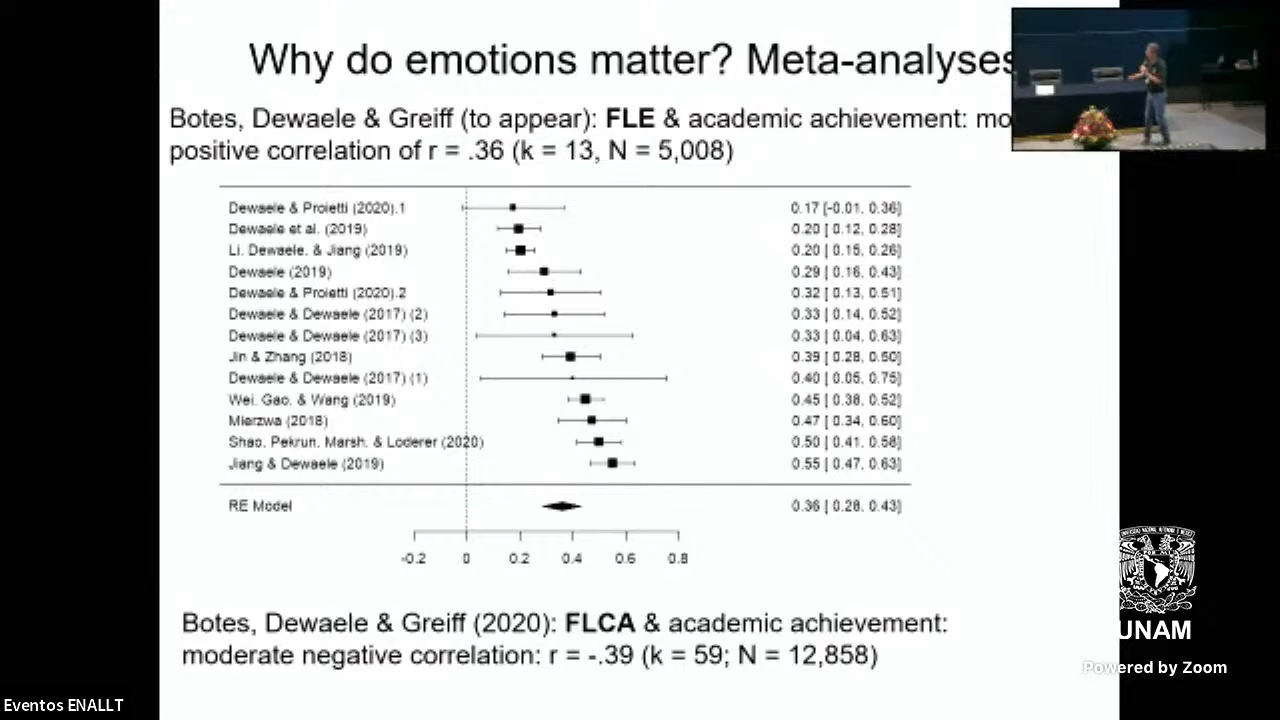 Why do emotions matter? Meta-analyses
Botes, Dewaele & Greiff (to appear): FLE & academic achievement: mo
positive correlation of r = .36 (k = 13, N = 5,008)
Dewaele & Proietti (2020).1 0.17 [-0.01, 0.36]
Dewaele et al. (2019) 0.20 [ 0.12, 0.28]
Li. Dewaele. & Jiang (2019) 0.20 [ 0.15, 0.26]
Dewaele (2019) 0.29 [ 0.16, 0.43]
Dewaele & Proietti (2020).2 0.32 [ 0.13, 0.51]
Dewaele & Dewaele (2017) (2) 0.33 [ 0.14, 0.52]
Dewaele & Dewaele (2017) (3) 0.33 [ 0.04, 0.63]
Jin & Zhang (2018) 0.39 [ 0.28, 0.50]
Dewaele & Dewaele (2017) (1) 0.40 [ 0.05, 0.75]
Wei. Gao. & Wang (2019) 0.45 [ 0.38, 0.52]
Mierzwa (2018) 0.47 [ 0.34, 0.60]
Shao. Pekrun. Marsh. & Loderer (2020) 0.50 [ 0.41, 0.58]
Jiang & Dewaele (2019) 0.55 [ 0.47, 0.63]
RE Model 0.36 [ 0.28, 0.43]
-0.2 0 0.2 0.4 0.6 0.8
Botes, Dewaele & Greiff (2020): FLCA & academic achievement:
moderate negative correlation: r = -.39 (k = 59; N = 12,858)
UNAM
Powered by Zoom
Eventos ENALLT